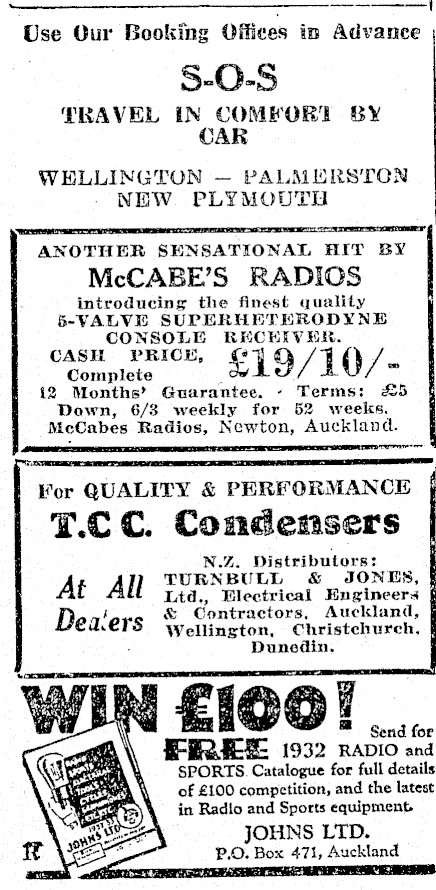 Use Our Booking Offices in Advance
S-O-S
TRAVEL IN COMFORT BY
CAR
WELLINGTON — PALMERSTON
NEW PLYMOUTH
ANOTHER SENSATIONAL HIT BY
McCABE'S RADIOS
introducing the finest quality
5-VALVE SUPERHETERODYNE
CONSOLE RECEIVER.
CASH PRICE, £19/10/-
Complete
12 Months' Guarantee. - Terms: £5
Down, 6/3 weekly for 52 weeks.
McCabes Radios, Newton, Auckland.
For QUALITY & PERFORMANCE
T.C C. Condensers
At All
Dealers
N.Z. Distributors:
TURNBULL & JONES,
Ltd., Electrical Engineers
& Contractors, Auckland,
Wellington, Christchurch,
Dunedin.
WIN £100!
Send for
FREE 1932 RADIO and
SPORTS Catalogue for full details
of £100 competition, and the latest
in Radio and Sports equipment.
JOHNS LTD.
P.O. Box 471, Auckland
JOHNS LTD